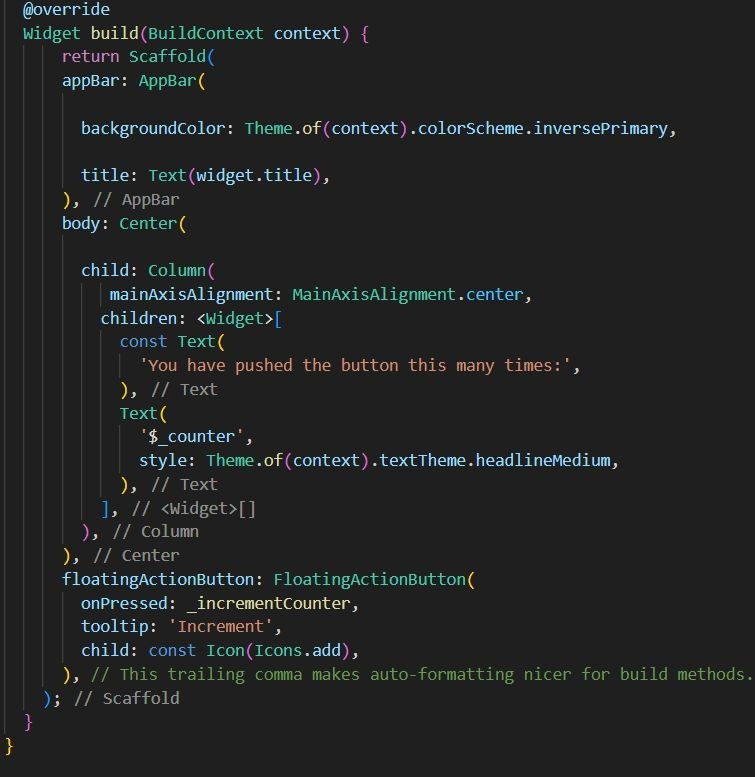 @override
Widget build(BuildContext context) {
return Scaffold(
appBar: AppBar(
backgroundColor: Theme.of(context).colorScheme.inversePrimary,
title: Text(widget.title),
), // AppBar
body: Center(
child: Column(
mainAxisAlignment: MainAxisAlignment.center,
children: <Widget>[
const Text(
'You have pushed the button this many times:',
), // Text
Text(
'$_counter',
style: Theme.of(context).textTheme.headlineMedium,
), // Text
], // <Widget>[]
), // Column
), // Center
floatingActionButton: FloatingActionButton(
onPressed: _incrementCounter,
tooltip: 'Increment',
child: const Icon(Icons.add),
), // This trailing comma makes auto-formatting nicer for build methods.
); // Scaffold
}
}